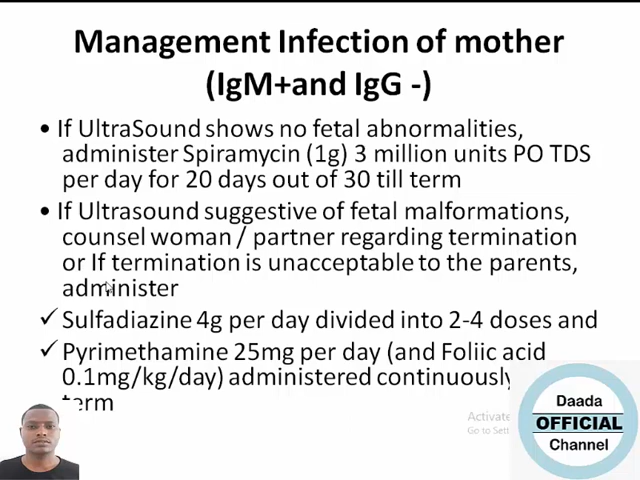 Management Infection of mother
(IgM+and IgG -)
• If UltraSound shows no fetal abnormalities,
administer Spiramycin (1g) 3 million units PO TDS
per day for 20 days out of 30 till term
• If Ultrasound suggestive of fetal malformations,
counsel woman / partner regarding termination
or If termination is unacceptable to the parents,
administer
✓ Sulfadiazine 4g per day divided into 2-4 doses and
✓ Pyrimethamine 25mg per day (and Foliic acid
0.1mg/kg/day) administered continuously
term
Activate
Go to Sett
Daada
OFFICIAL
Channel